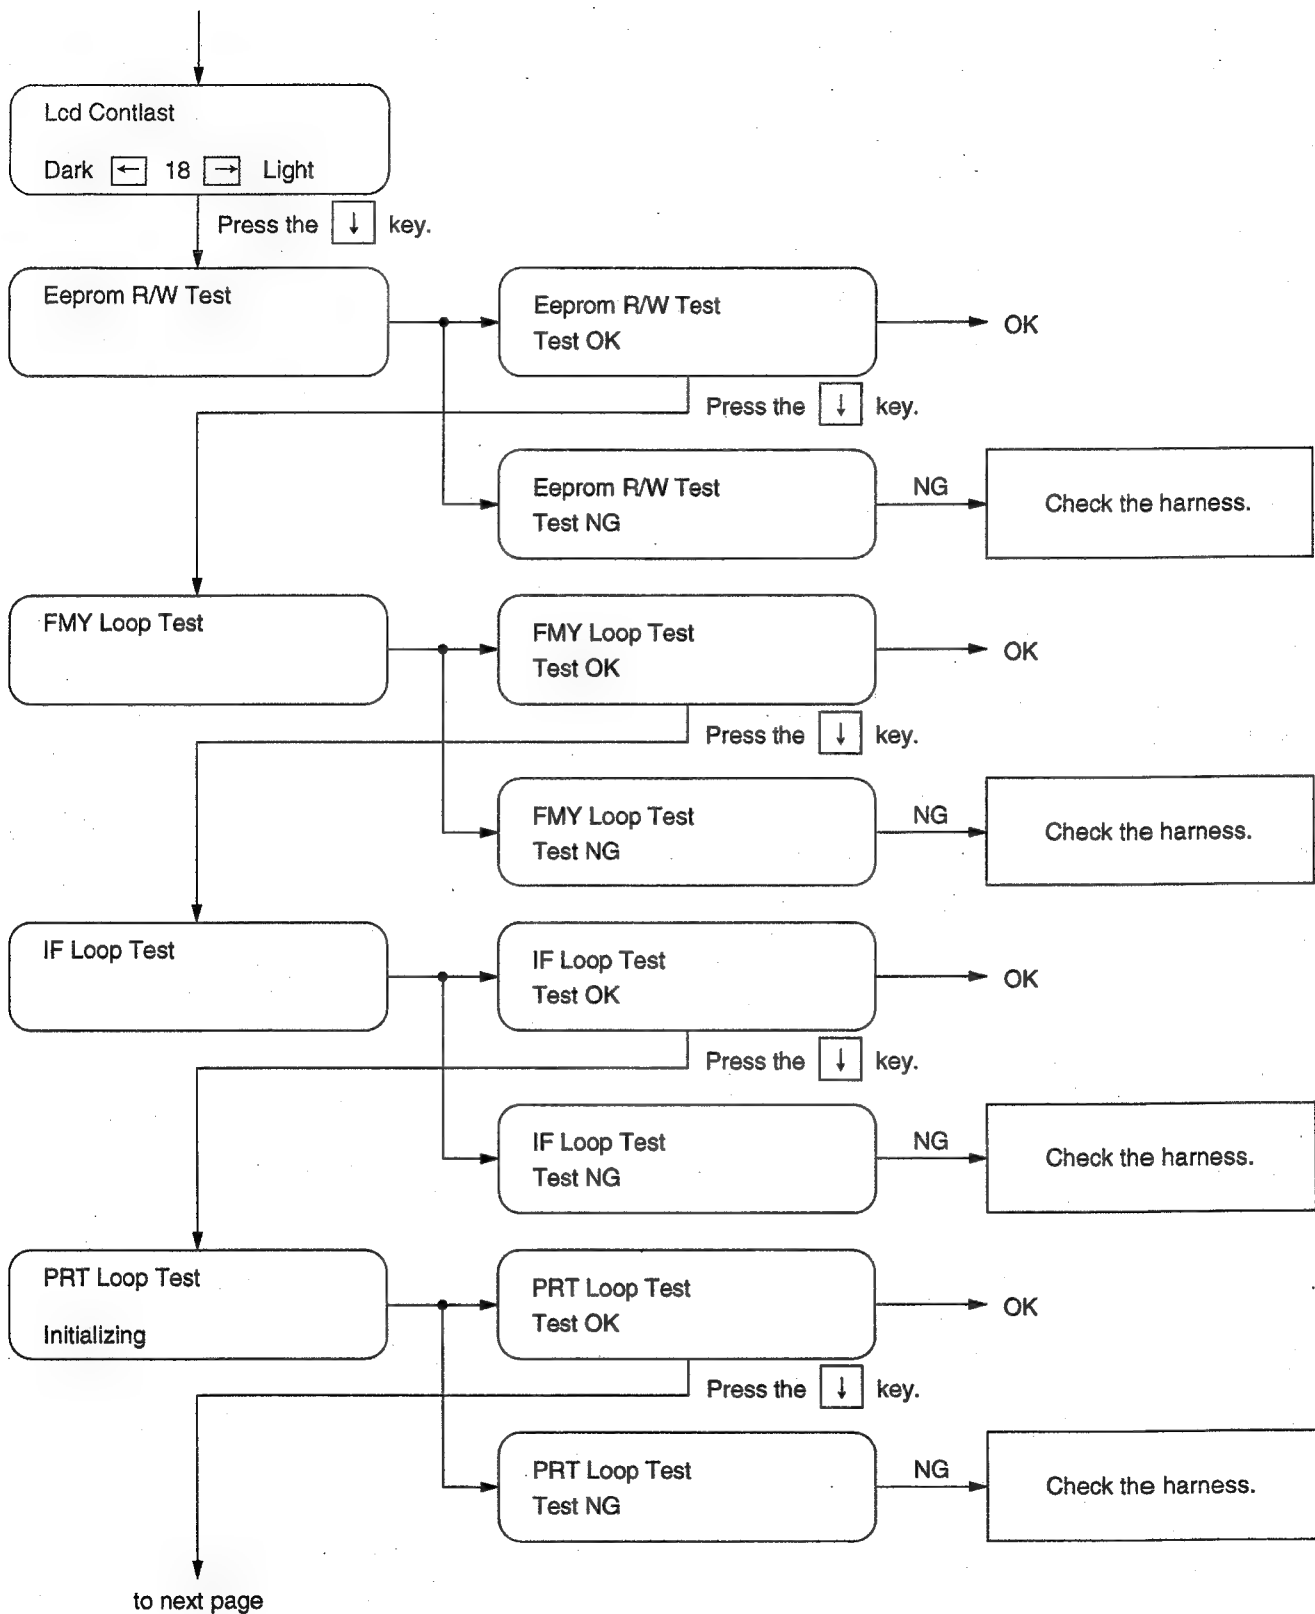 Lcd Contlast
Dark ← 18 → Light
Press the ↓ key.
Eeprom R/W Test
Eeprom R/W Test
Test OK
OK
Press the ↓ key.
Eeprom R/W Test
Test NG
NG
Check the harness.
FMY Loop Test
FMY Loop Test
Test OK
OK
Press the ↓ key.
FMY Loop Test
Test NG
NG
Check the harness.
IF Loop Test
IF Loop Test
Test OK
OK
Press the ↓ key.
IF Loop Test
Test NG
NG
Check the harness.
PRT Loop Test
Initializing
PRT Loop Test
Test OK
OK
Press the ↓ key.
PRT Loop Test
Test NG
NG
Check the harness.
to next page